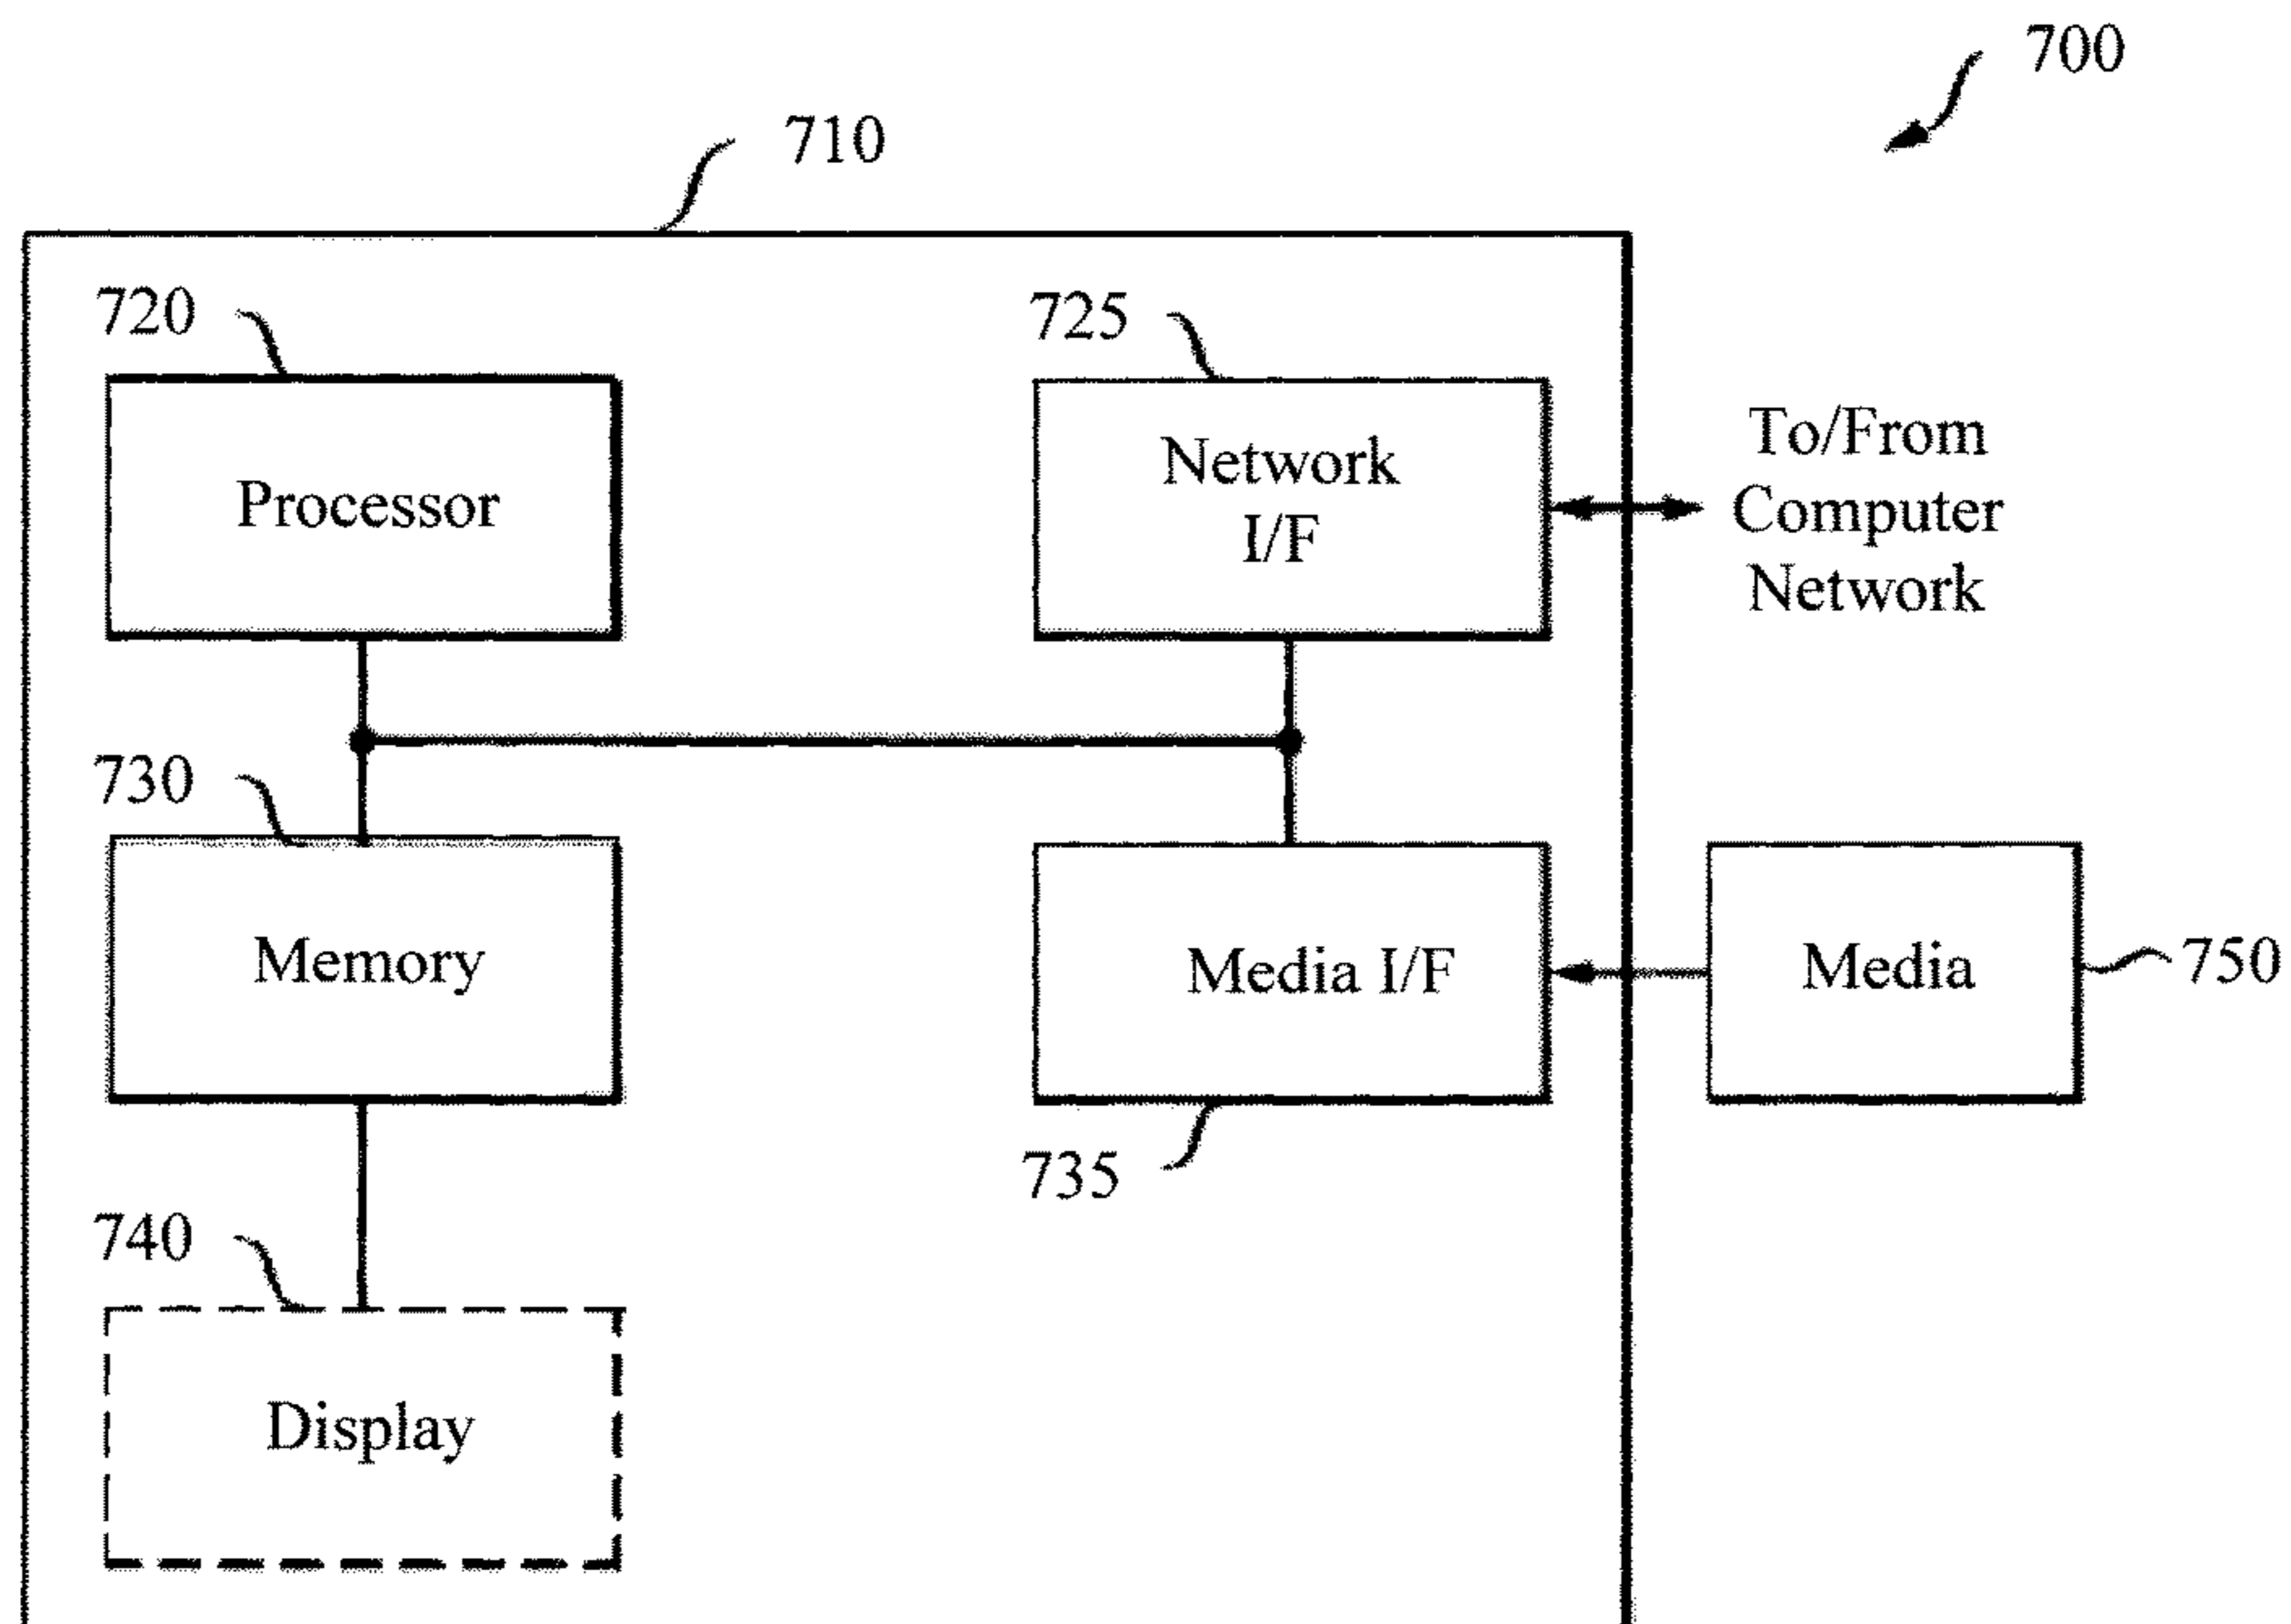 700
710
720
725
Processor
Network
I/F
To/From
Computer
Network
730
Memory
Media I/F
Media
750
735
740
Display